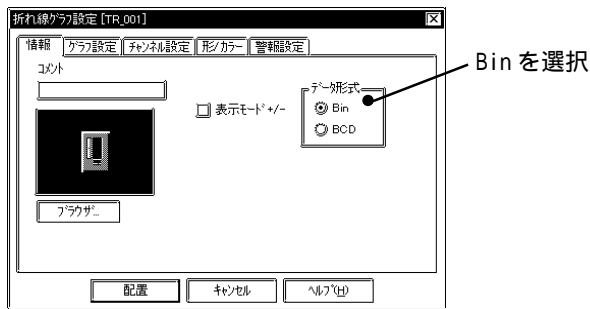 折れ線ｸﾞﾗﾌ設定 [TR_001]
情報 ｸﾞﾗﾌ設定 ﾁｬﾝﾈﾙ設定 形/ｶﾗｰ 警報設定
ｺﾒﾝﾄ
Binを選択
ﾃﾞｰﾀ形式
表示ﾓｰﾄﾞ+/-
Bin
BCD
ﾌﾞﾗｳｻﾞ...
配置 ｷｬﾝｾﾙ ﾍﾙﾌﾟ(H)